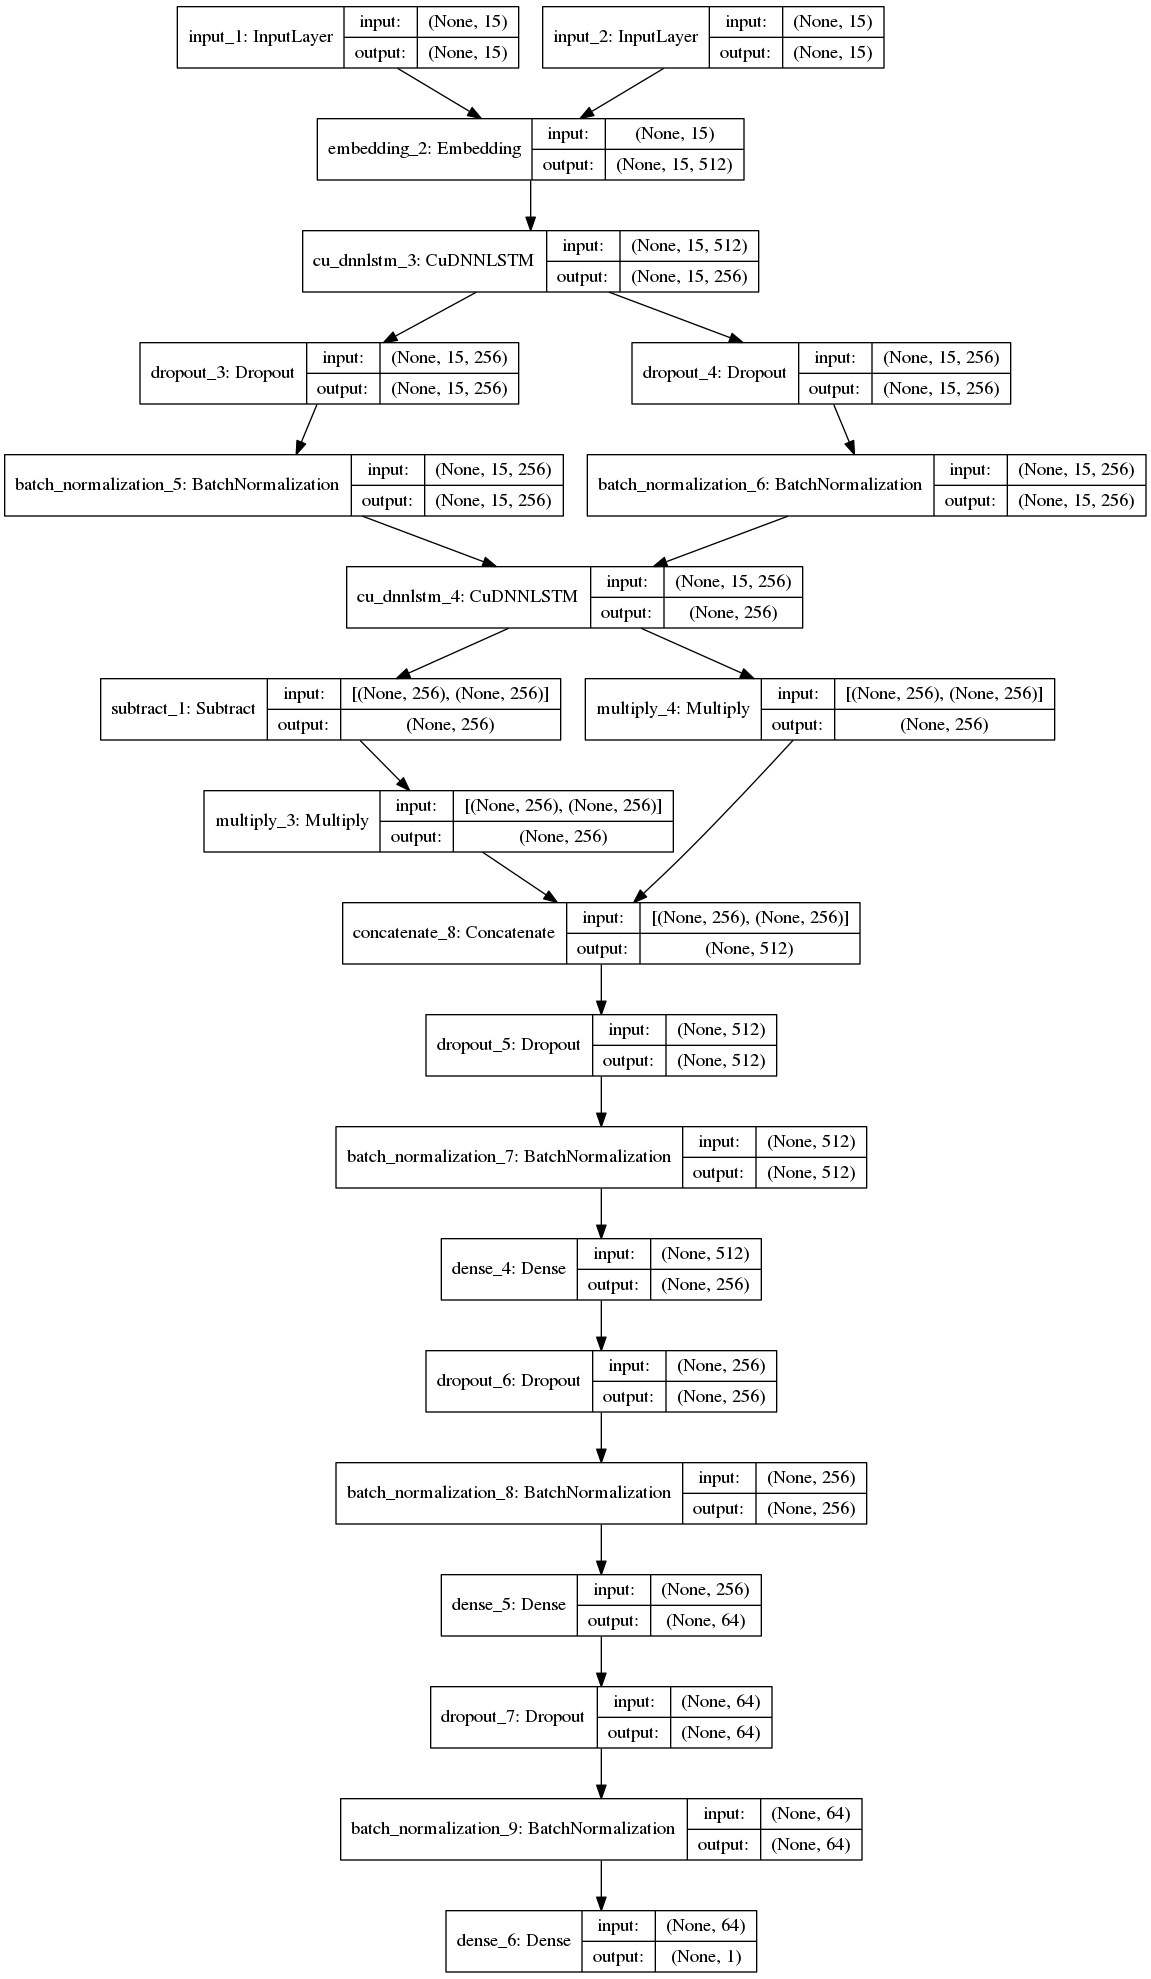 input_1: InputLayer
input: (None, 15)
output: (None, 15)
input_2: InputLayer
input: (None, 15)
output: (None, 15)
embedding_2: Embedding
input: (None, 15)
output: (None, 15, 512)
cu_dnnlstm_3: CuDNNLSTM
input: (None, 15, 512)
output: (None, 15, 256)
dropout_3: Dropout
input: (None, 15, 256)
output: (None, 15, 256)
dropout_4: Dropout
input: (None, 15, 256)
output: (None, 15, 256)
batch_normalization_5: BatchNormalization
input: (None, 15, 256)
output: (None, 15, 256)
batch_normalization_6: BatchNormalization
input: (None, 15, 256)
output: (None, 15, 256)
cu_dnnlstm_4: CuDNNLSTM
input: (None, 15, 256)
output: (None, 256)
subtract_1: Subtract
input: [(None, 256), (None, 256)]
output: (None, 256)
multiply_4: Multiply
input: [(None, 256), (None, 256)]
output: (None, 256)
multiply_3: Multiply
input: [(None, 256), (None, 256)]
output: (None, 256)
concatenate_8: Concatenate
input: [(None, 256), (None, 256)]
output: (None, 512)
dropout_5: Dropout
input: (None, 512)
output: (None, 512)
batch_normalization_7: BatchNormalization
input: (None, 512)
output: (None, 512)
dense_4: Dense
input: (None, 512)
output: (None, 256)
dropout_6: Dropout
input: (None, 256)
output: (None, 256)
batch_normalization_8: BatchNormalization
input: (None, 256)
output: (None, 256)
dense_5: Dense
input: (None, 256)
output: (None, 64)
dropout_7: Dropout
input: (None, 64)
output: (None, 64)
batch_normalization_9: BatchNormalization
input: (None, 64)
output: (None, 64)
dense_6: Dense
input: (None, 64)
output: (None, 1)